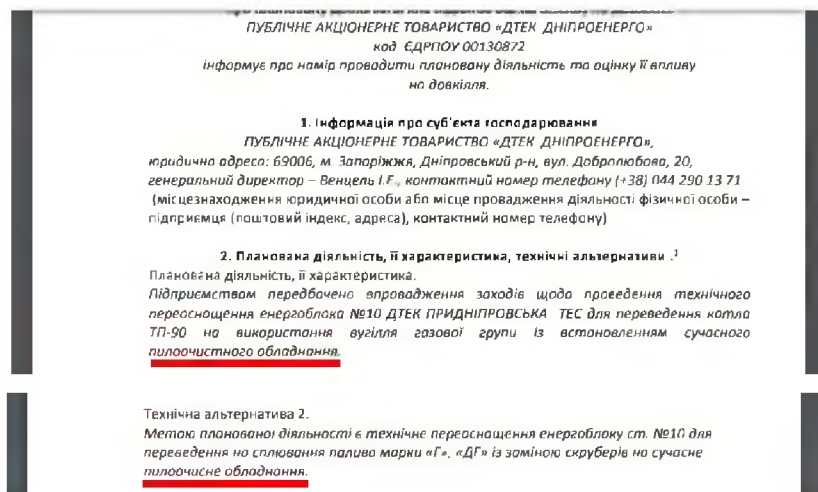 ПУБЛІЧНЕ АКЦІОНЕРНЕ ТОВАРИСТВО «ДТЕК ДНІПРОЕНЕРГО»
код ЄДРПОУ 00130872
інформує про намір провадити плановану діяльність та оцінку її впливу
на довкілля.
1. Інформація про суб'єкта господарювання
ПУБЛІЧНЕ АКЦІОНЕРНЕ ТОВАРИСТВО «ДТЕК ДНІПРОЕНЕРГО»,
юридична адреса: 69006, м. Запоріжжя, Дніпровський р-н, вул. Добролюбова, 20,
генеральний директор – Венцель І.Е., контактний номер телефону (+38) 044 290 13 71
(місцезнаходження юридичної особи або місце провадження діяльності фізичної особи –
підприємця (поштовий індекс, адреса), контактний номер телефону)
2. Планована діяльність, її характеристика, технічні альтернативи .¹
Планована діяльність, її характеристика.
Підприємством передбачено впровадження заходів щодо проведення технічного
переоснащення енергоблока №10 ДТЕК ПРИДНІПРОВСЬКА ТЕС для переведення котла
ТП-90 на використання вугілля газової групи із встановленням сучасного
пилоочистного обладнання.
Технічна альтернатива 2.
Метою планованої діяльності є технічне переоснащення енергоблоку ст. №10 для
переведення на сплювання палива марки «Г», «ДГ» із заміною скруберів на сучасне
пилоочисне обладнання.